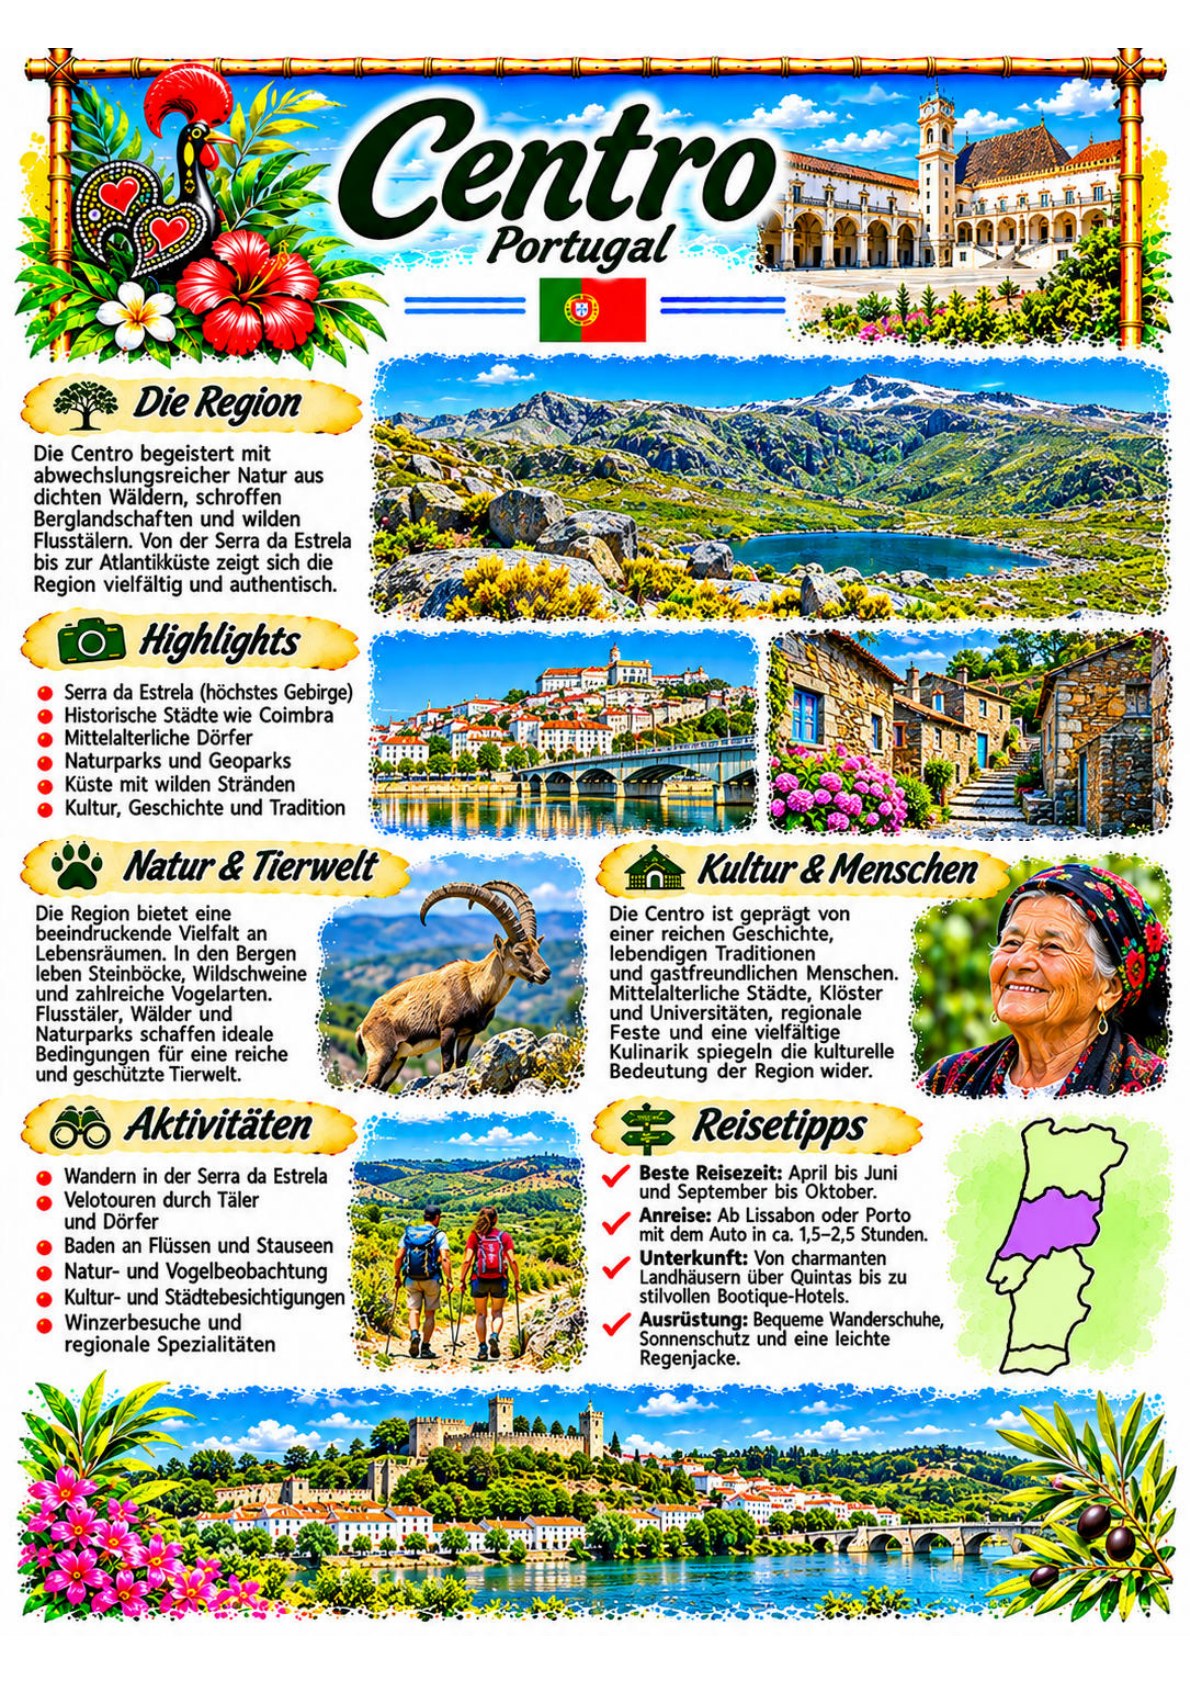 Centro
Portugal
Die Region
Die Centro begeistert mit
abwechslungsreicher Natur aus
dichten Wäldern, schroffen
Berglandschaften und wilden
Flusstälern. Von der Serra da Estrela
bis zur Atlantikküste zeigt sich die
Region vielfältig und authentisch.
Highlights
Serra da Estrela (höchstes Gebirge)
Historische Städte wie Coimbra
Mittelalterliche Dörfer
Naturparks und Geoparks
Küste mit wilden Stränden
Kultur, Geschichte und Tradition
Natur & Tierwelt
Die Region bietet eine
beeindruckende Vielfalt an
Lebensräumen. In den Bergen
leben Steinböcke, Wildschweine
und zahlreiche Vogelarten.
Flusstäler, Wälder und
Naturparks schaffen ideale
Bedingungen für eine reiche
und geschützte Tierwelt.
Kultur & Menschen
Die Centro ist geprägt von
einer reichen Geschichte,
lebendigen Traditionen
und gastfreundlichen Menschen.
Mittelalterliche Städte, Klöster
und Universitäten, regionale
Feste und eine vielfältige
Kulinarik spiegeln die kulturelle
Bedeutung der Region wider.
Aktivitäten
Wandern in der Serra da Estrela
Velotouren durch Täler
und Dörfer
Baden an Flüssen und Stauseen
Natur- und Vogelbeobachtung
Kultur- und Städtebesichtigungen
Winzerbesuche und
regionale Spezialitäten
Reisetipps
Beste Reisezeit: April bis Juni
und September bis Oktober.
Anreise: Ab Lissabon oder Porto
mit dem Auto in ca. 1,5–2,5 Stunden.
Unterkunft: Von charmanten
Landhäusern über Quintas bis zu
stilvollen Bootique-Hotels.
Ausrüstung: Bequeme Wanderschuhe,
Sonnenschutz und eine leichte
Regenjacke.